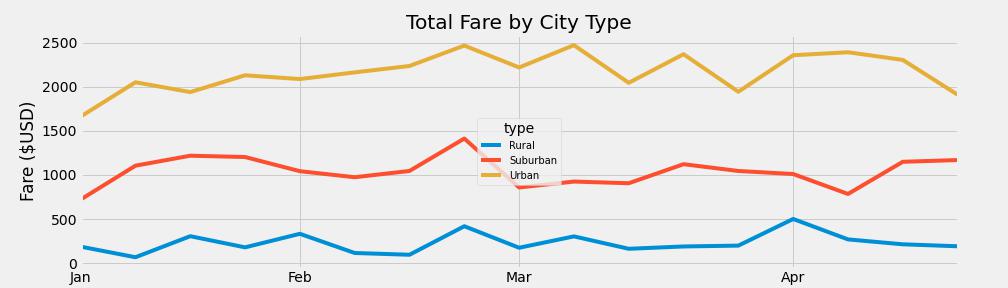 Total Fare by City Type
Fare ($USD)
2500
2000
1500
1000
500
0
type
Rural
Suburban
Urban
Jan Feb Mar Apr